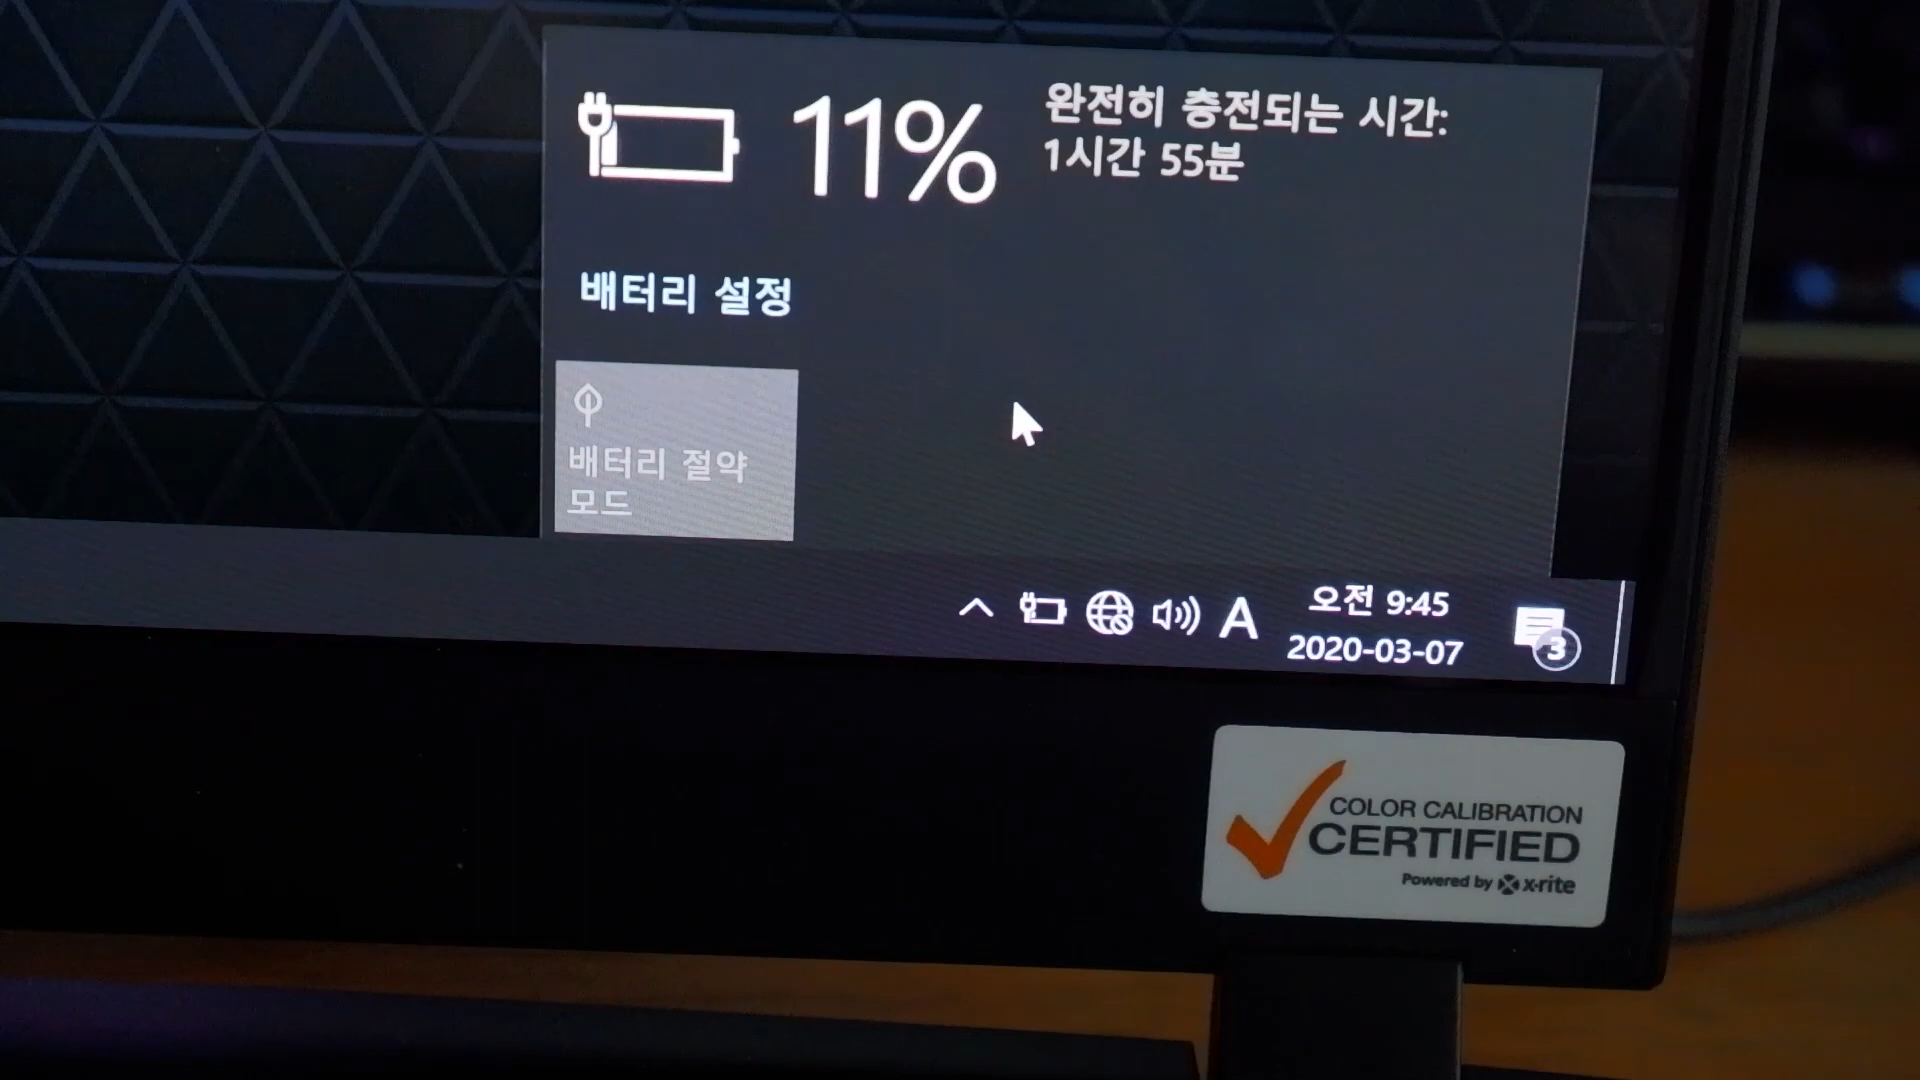 11%
완전히 충전되는 시간:
1시간 55분
배터리 설정
배터리 절약
모드
A
오전 9:45
2020-03-07
3
COLOR CALIBRATION
CERTIFIED
Powered by x-rite